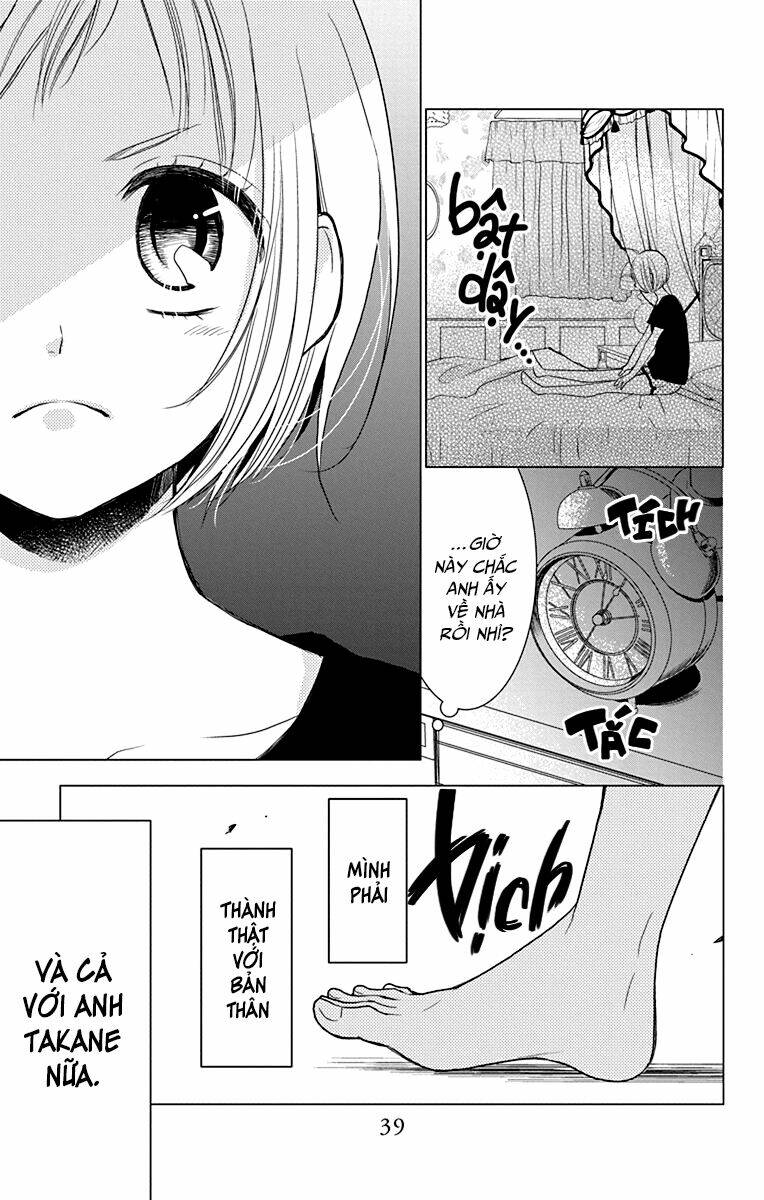 bật
dậy...
TÍCH
...GIỜ
NÀY CHẮC
ANH ẤY
VỀ NHÀ
RỒI NHỈ?
TẮC
MÌNH
PHẢI
THÀNH
THẬT
VỚI
BẢN
THÂN
VÀ CẢ
VỚI ANH
TAKANE
NỮA.
39